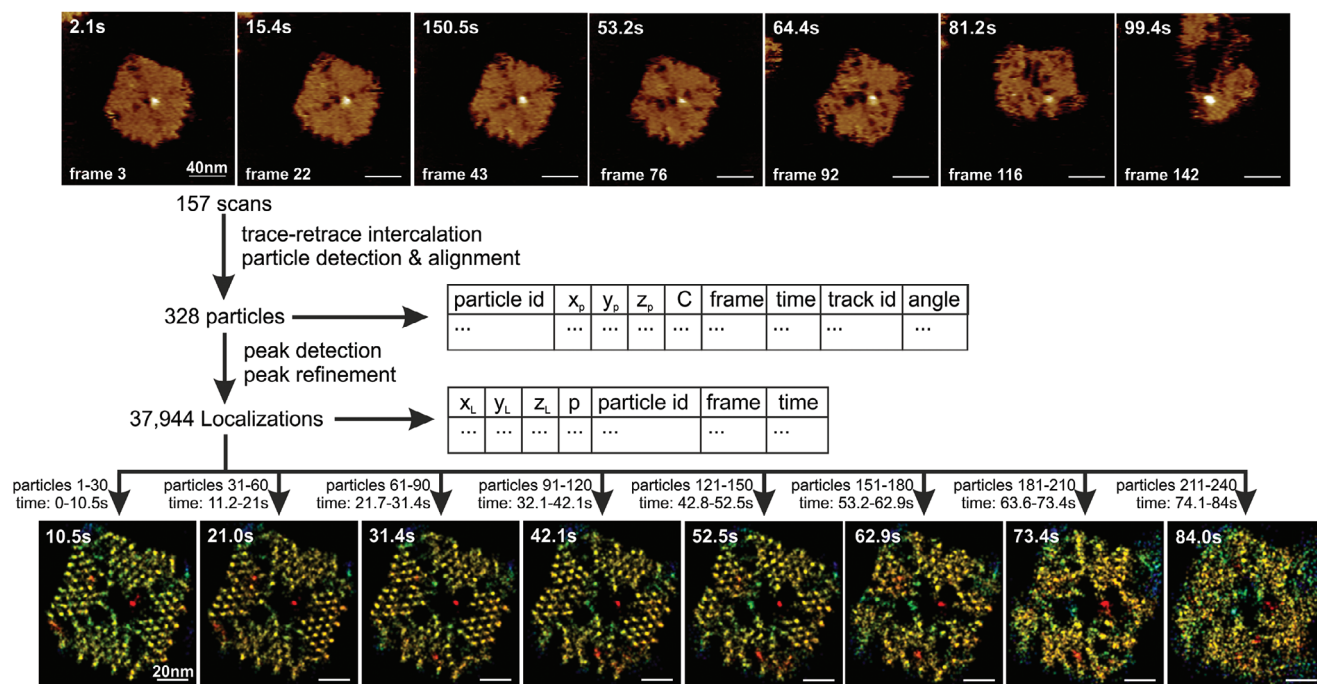 2.1s
15.4s
150.5s
53.2s
64.4s
81.2s
99.4s
40nm
frame 3
frame 22
frame 43
frame 76
frame 92
frame 116
frame 142
157 scans
trace-retrace intercalation
particle detection & alignment
328 particles
particle id xp yp zp C frame time track id angle
... ... ... ... ... ... ... ... ...
peak detection
peak refinement
37,944 Localizations
xL yL zL p particle id frame time
... ... ... ... ... ... ...
particles 1-30
time: 0-10.5s
particles 31-60
time: 11.2-21s
particles 61-90
time: 21.7-31.4s
particles 91-120
time: 32.1-42.1s
particles 121-150
time: 42.8-52.5s
particles 151-180
time: 53.2-62.9s
particles 181-210
time: 63.6-73.4s
particles 211-240
time: 74.1-84s
10.5s
21.0s
31.4s
42.1s
52.5s
62.9s
73.4s
84.0s
20nm